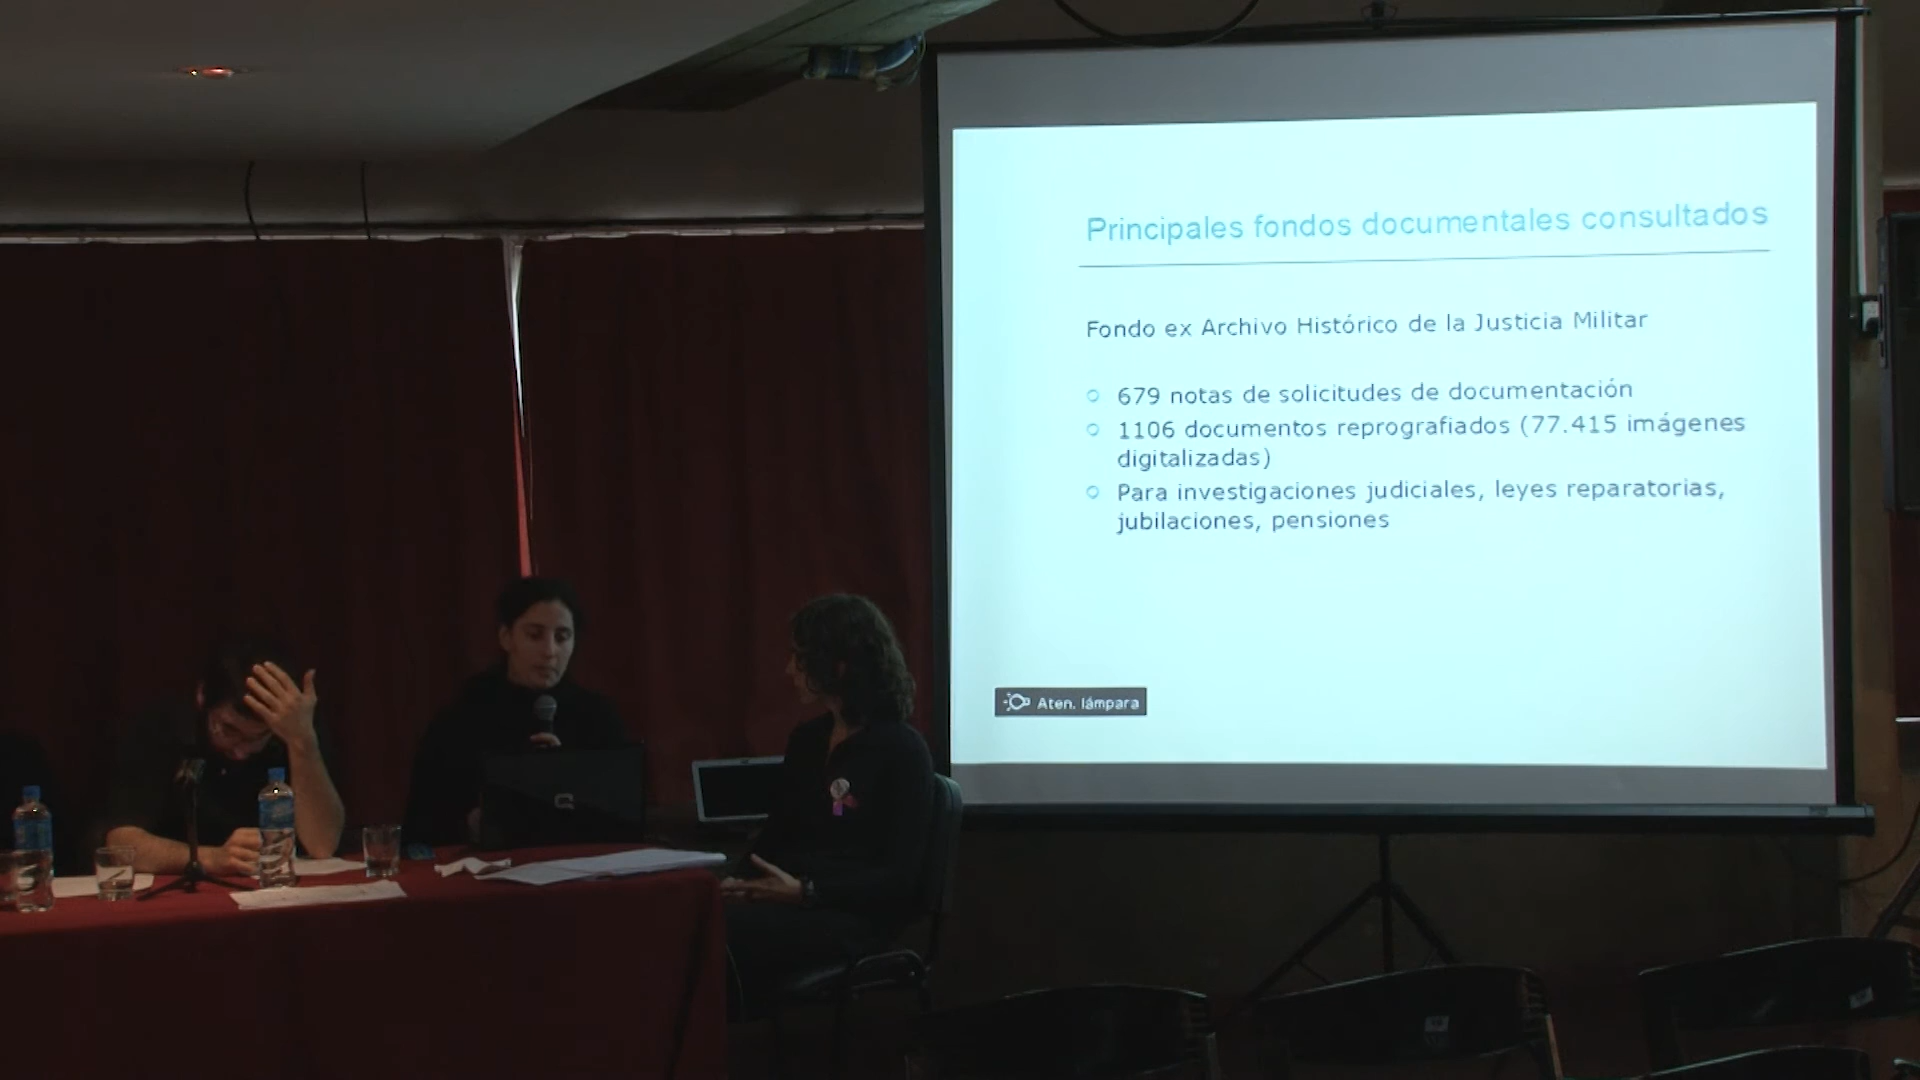 Principales fondos documentales consultados
Fondo ex Archivo Histórico de la Justicia Militar
679 notas de solicitudes de documentación
1106 documentos reprografiados (77.415 imágenes
digitalizadas)
Para investigaciones judiciales, leyes reparatorias,
jubilaciones, pensiones
Aten. lámpara